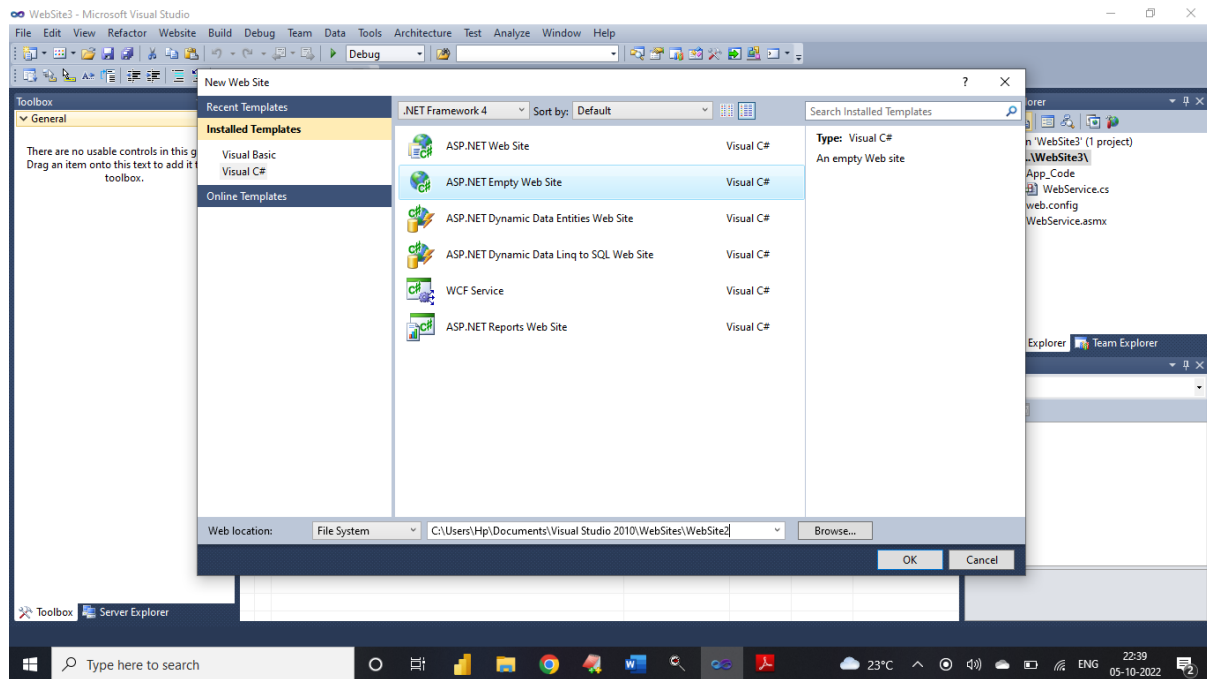 WebSite3 - Microsoft Visual Studio
File Edit View Refactor Website Build Debug Team Data Tools Architecture Test Analyze Window Help
Debug
New Web Site ?
Toolbox
General
There are no usable controls in this g
Drag an item onto this text to add it t
toolbox.
Recent Templates
Installed Templates
Visual Basic
Visual C#
Online Templates
.NET Framework 4 Sort by: Default
Search Installed Templates
ASP.NET Web Site Visual C#
ASP.NET Empty Web Site Visual C#
ASP.NET Dynamic Data Entities Web Site Visual C#
ASP.NET Dynamic Data Linq to SQL Web Site Visual C#
WCF Service Visual C#
ASP.NET Reports Web Site Visual C#
Type: Visual C#
An empty Web site
orer
n 'WebSite3' (1 project)
..\WebSite3\
App_Code
WebService.cs
web.config
WebService.asmx
Explorer Team Explorer
Web location: File System C:\Users\Hp\Documents\Visual Studio 2010\WebSites\WebSite2 Browse...
OK Cancel
Toolbox Server Explorer
Type here to search
23°C ENG 22:39
05-10-2022
2